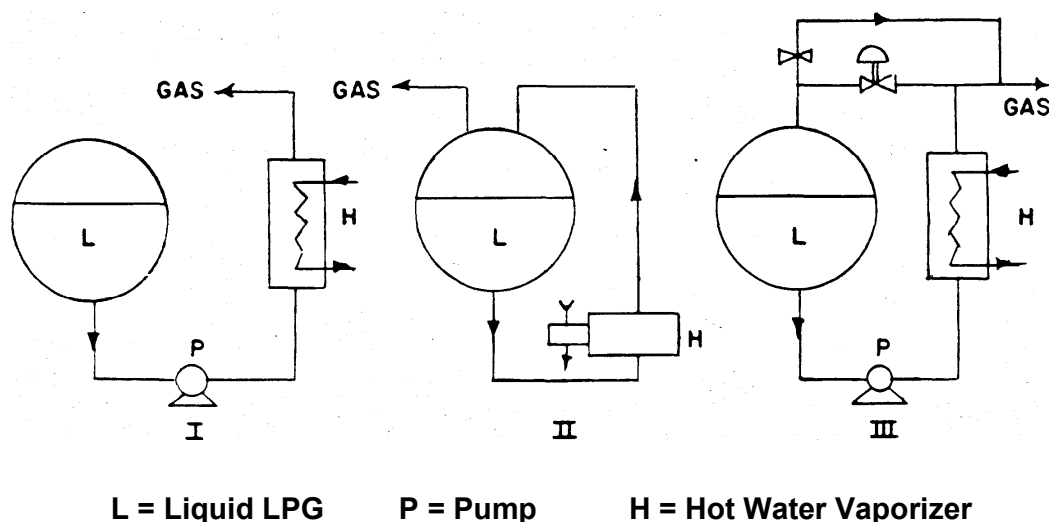 GAS
H
L
P
I
GAS
L
H
II
GAS
H
L
P
III
L = Liquid LPG P = Pump H = Hot Water Vaporizer